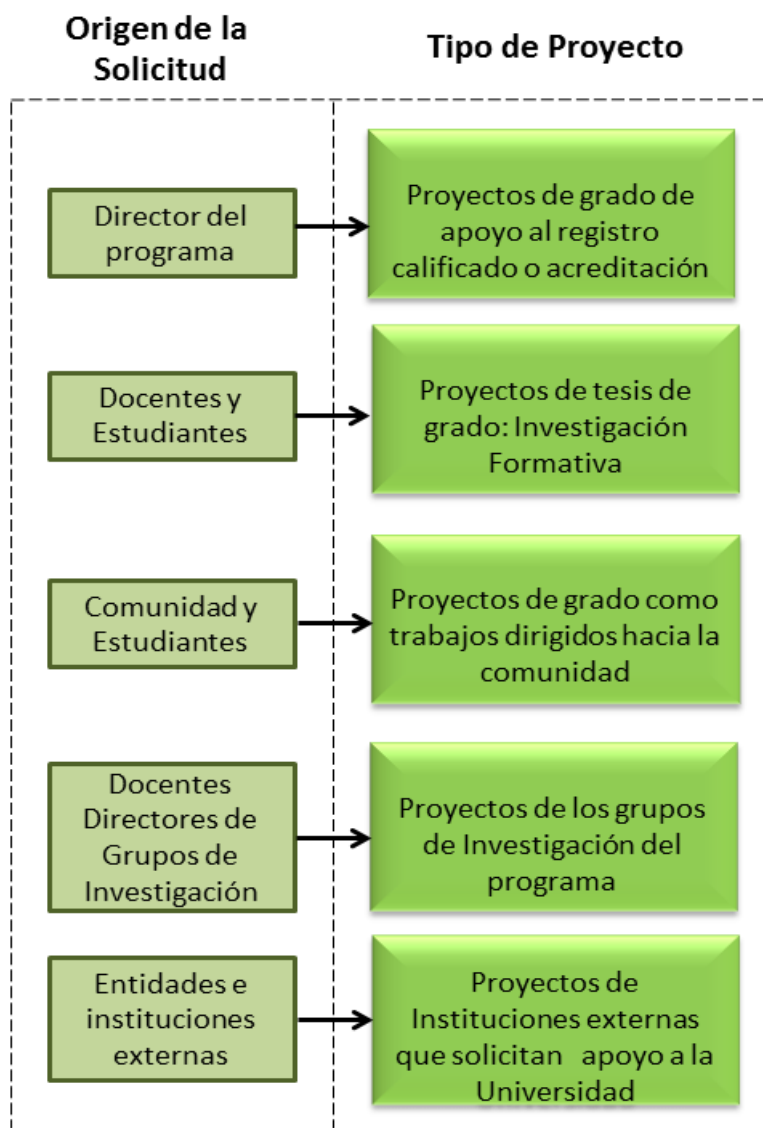 Origen de la
Solicitud
Tipo de Proyecto
Director del
programa
Proyectos de grado de
apoyo al registro
calificado o acreditación
Docentes y
Estudiantes
Proyectos de tesis de
grado: Investigación
Formativa
Comunidad y
Estudiantes
Proyectos de grado como
trabajos dirigidos hacia la
comunidad
Docentes
Directores de
Grupos de
Investigación
Proyectos de los grupos
de Investigación del
programa
Entidades e
instituciones
externas
Proyectos de
Instituciones externas
que solicitan apoyo a la
Universidad